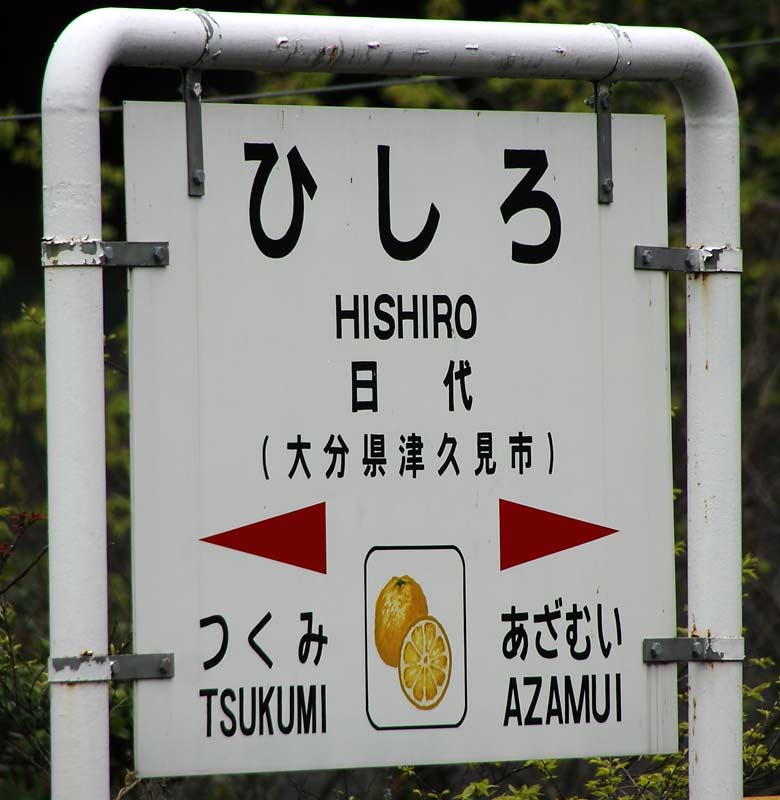 ひしろ
HISHIRO
日 代
(大分県津久見市)
つくみ あざむい
TSUKUMI AZAMUI